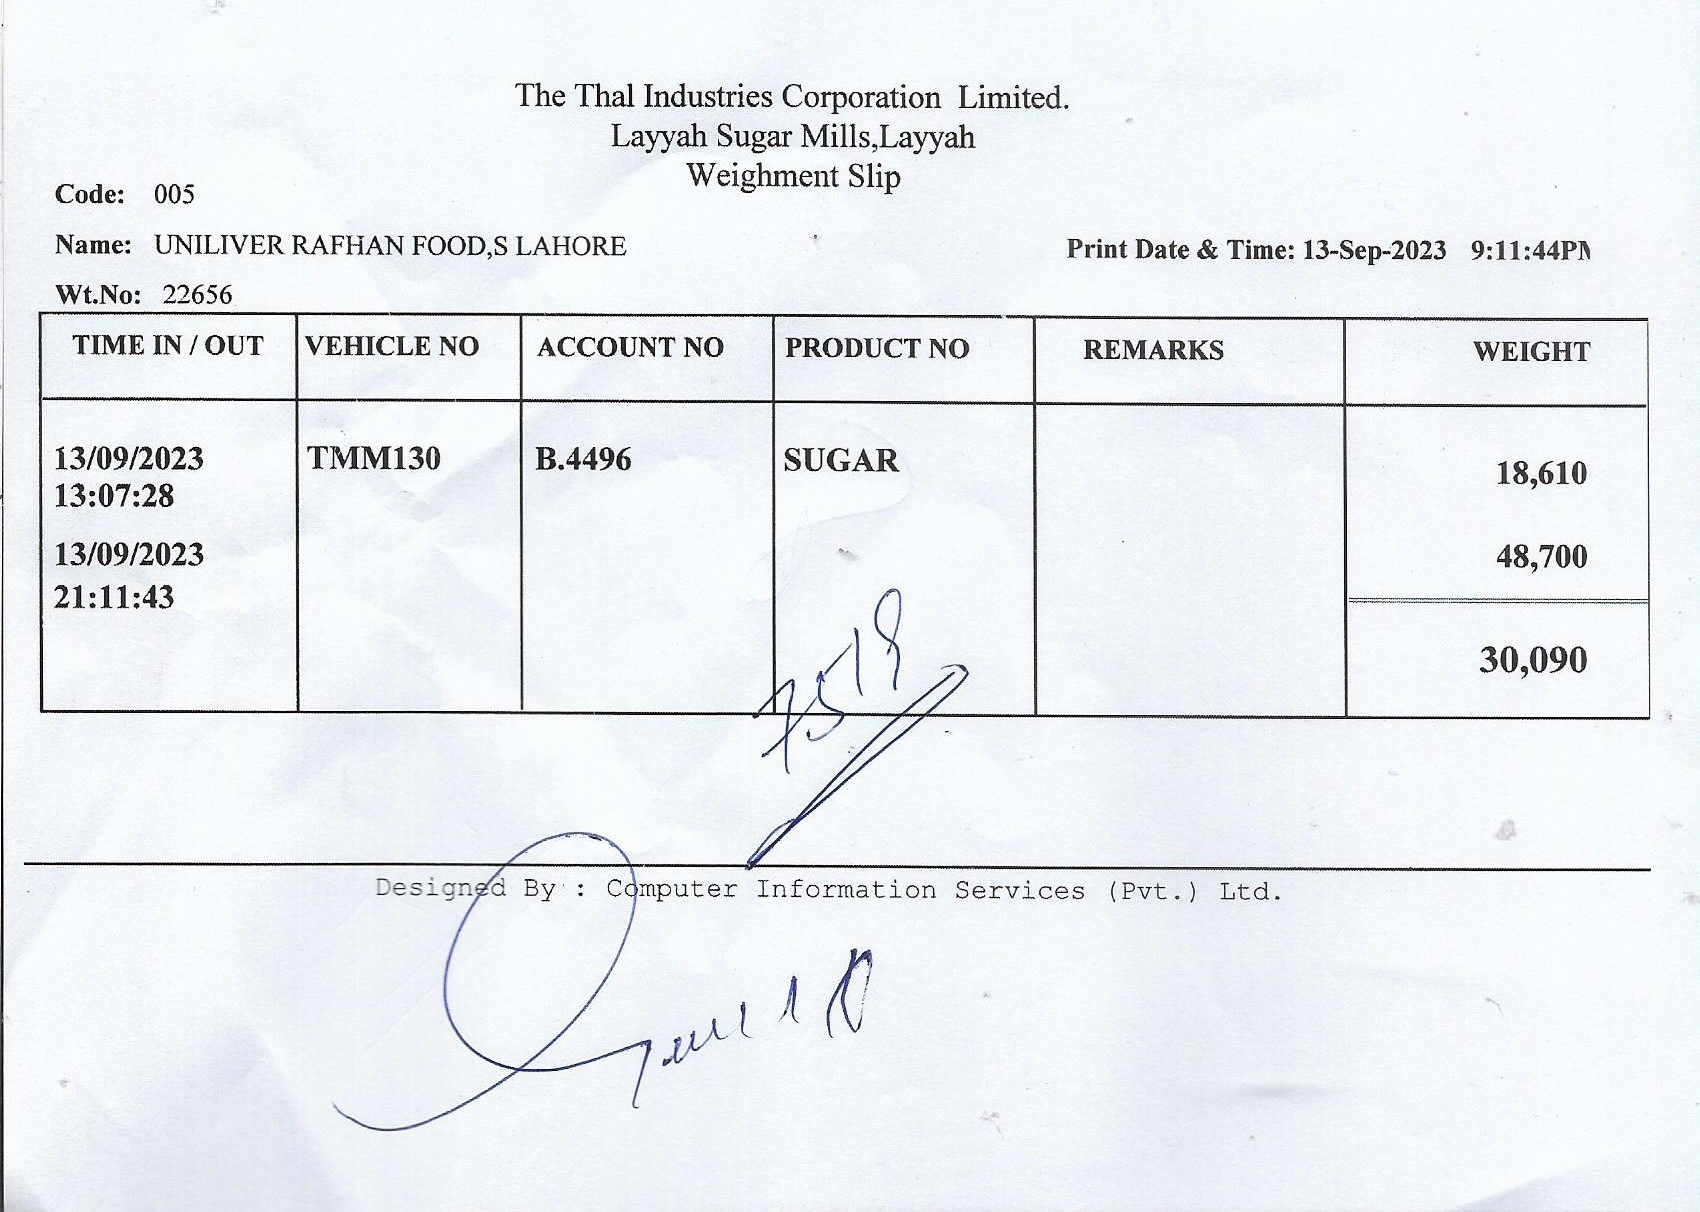 The Thal Industries Corporation Limited.
Layyah Sugar Mills,Layyah
Weighment Slip
Code: 005
Name: UNILIVER RAFHAN FOOD,S LAHORE
Print Date & Time: 13-Sep-2023 9:11:44PM
Wt.No: 22656
TIME IN / OUT VEHICLE NO ACCOUNT NO PRODUCT NO REMARKS WEIGHT
13/09/2023 TMM130 B.4496 SUGAR 18,610
13:07:28
13/09/2023 48,700
21:11:43
30,090
7519
Designed By : Computer Information Services (Pvt.) Ltd.